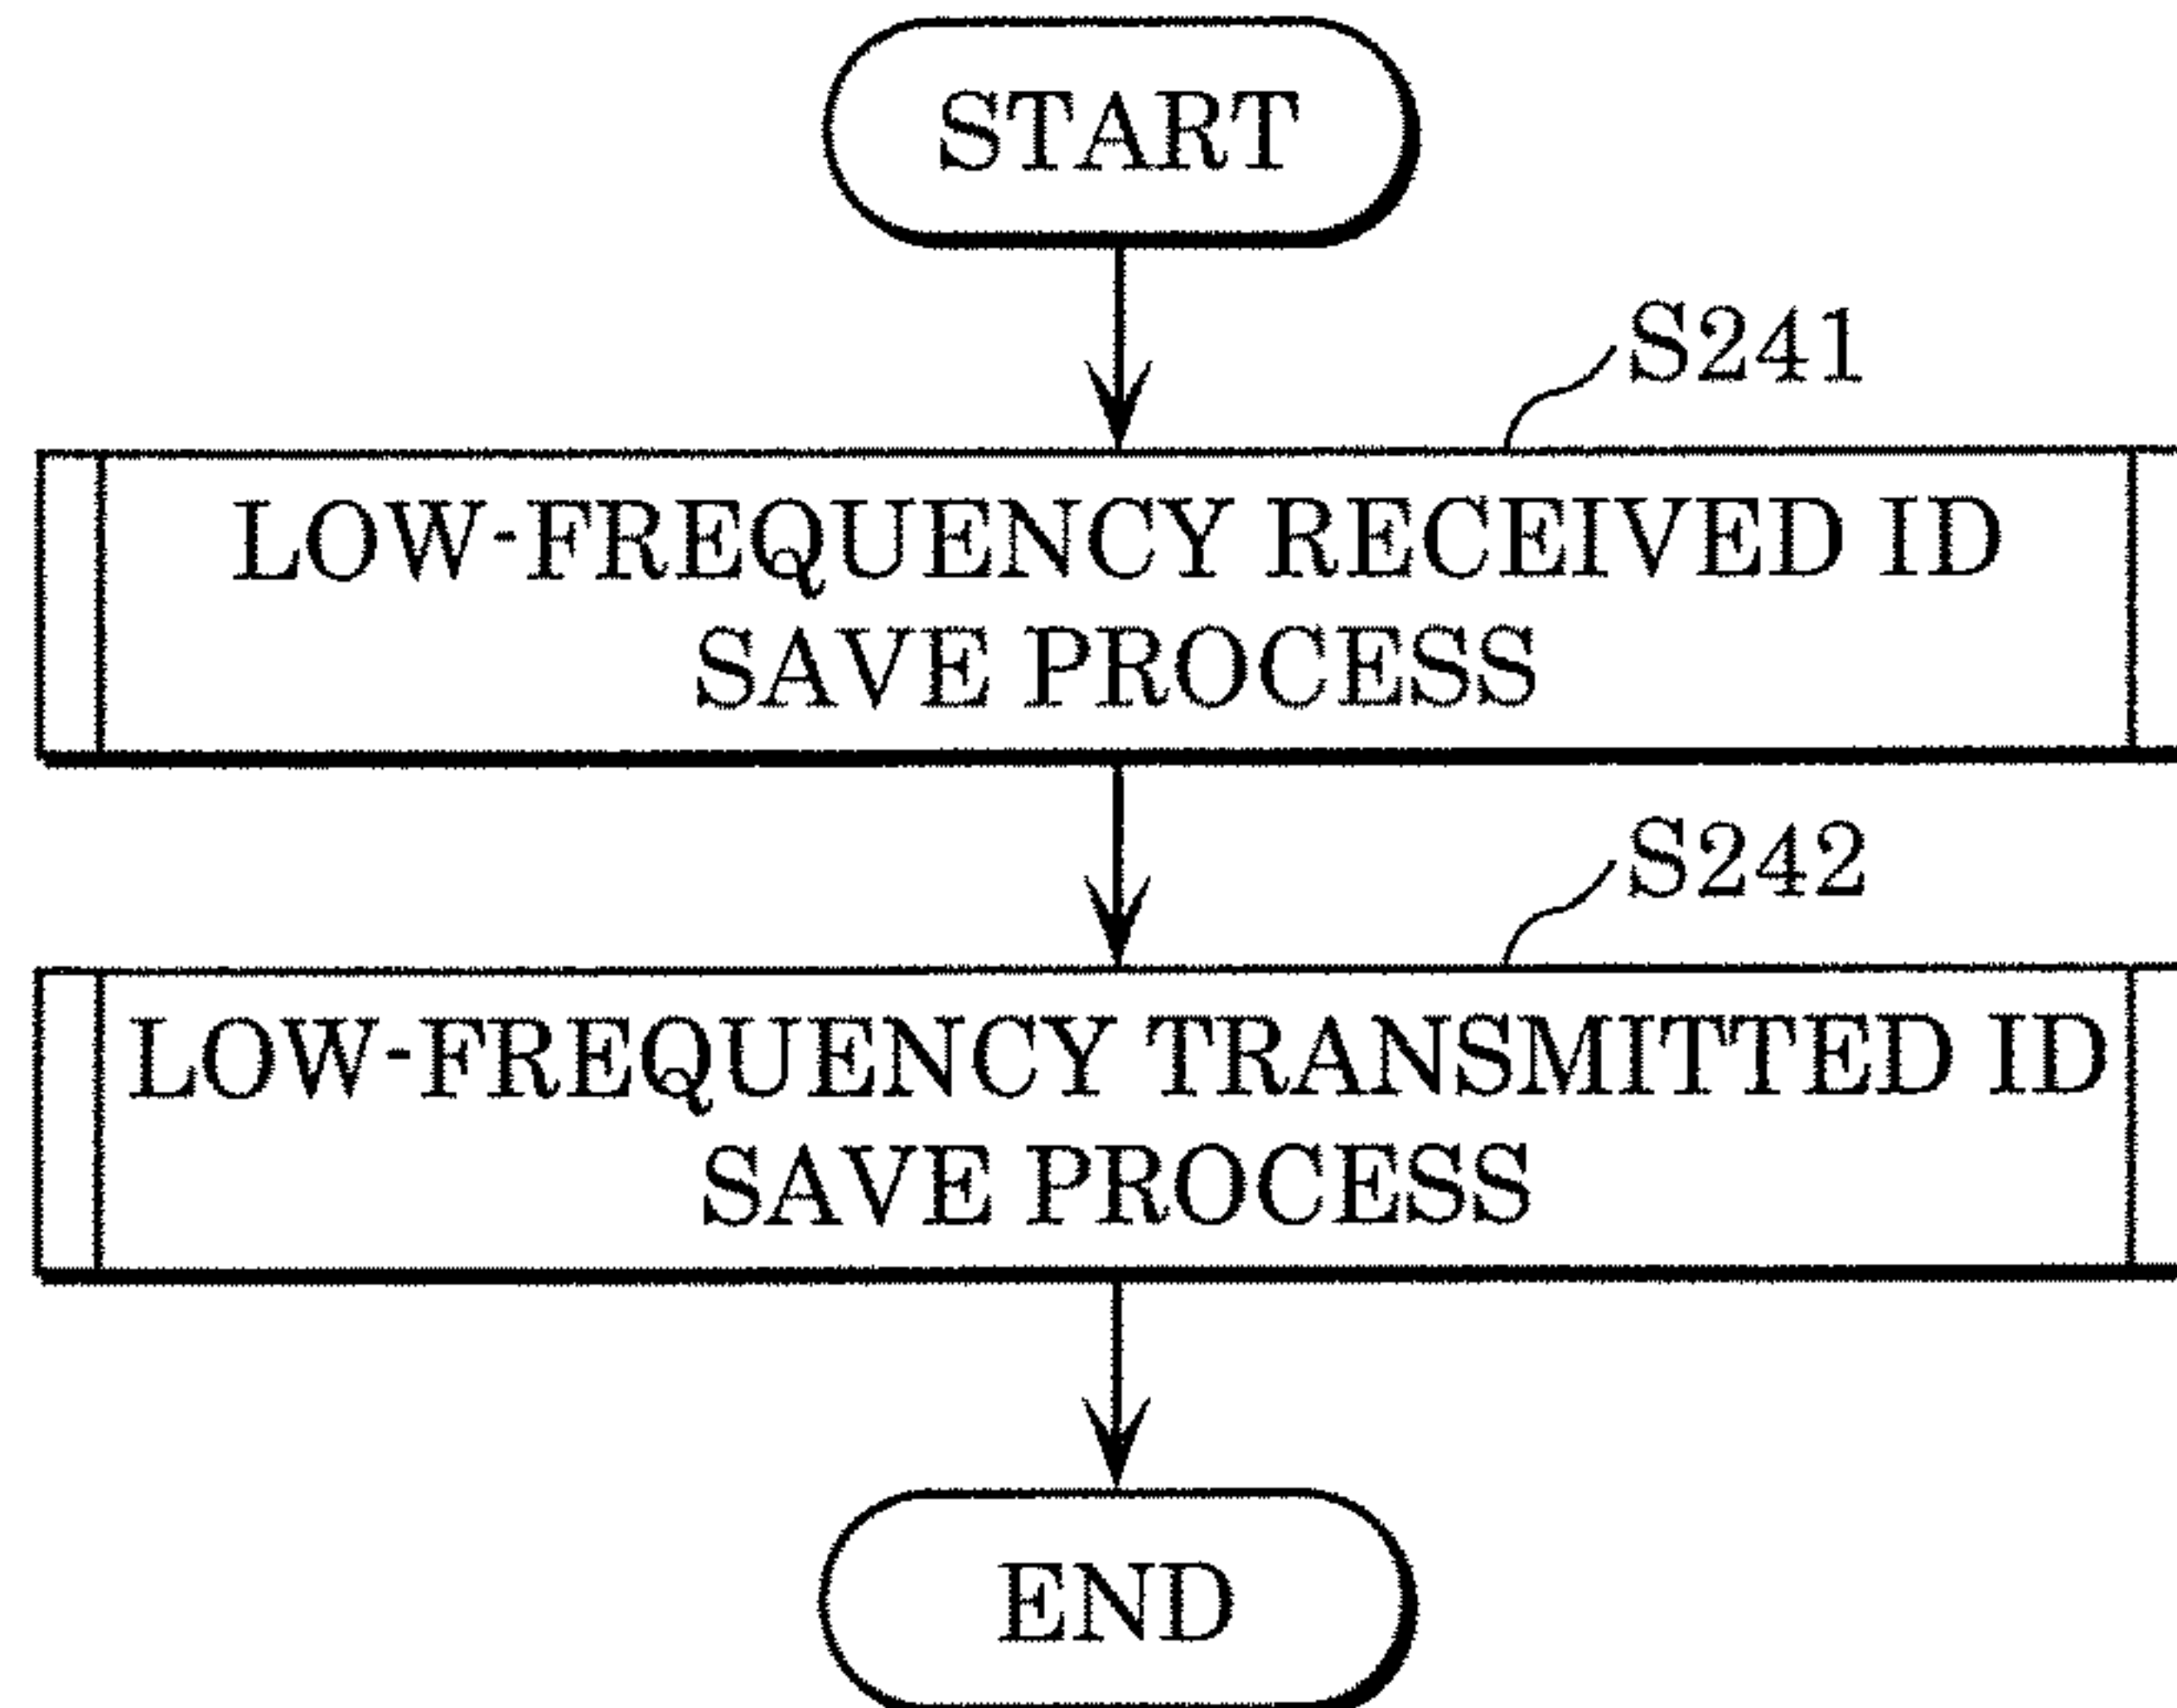 START
S241
LOW-FREQUENCY RECEIVED ID
SAVE PROCESS
S242
LOW-FREQUENCY TRANSMITTED ID
SAVE PROCESS
END